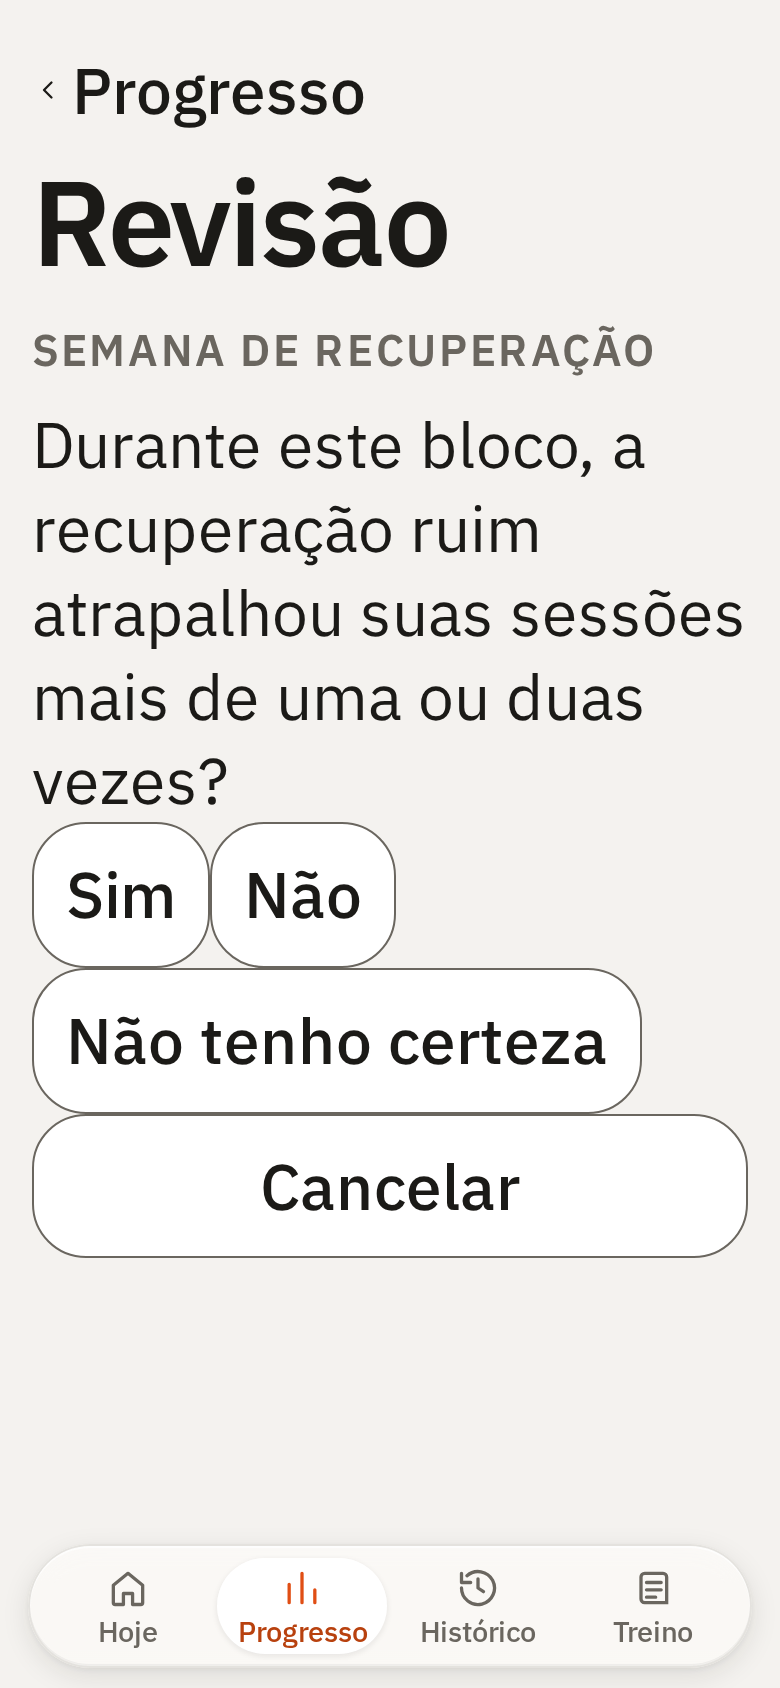 Progresso
Revisão
SEMANA DE RECUPERAÇÃO
Durante este bloco, a
recuperação ruim
atrapalhou suas sessões
mais de uma ou duas
vezes?
Sim Não
Não tenho certeza
Cancelar
Hoje Progresso Histórico Treino